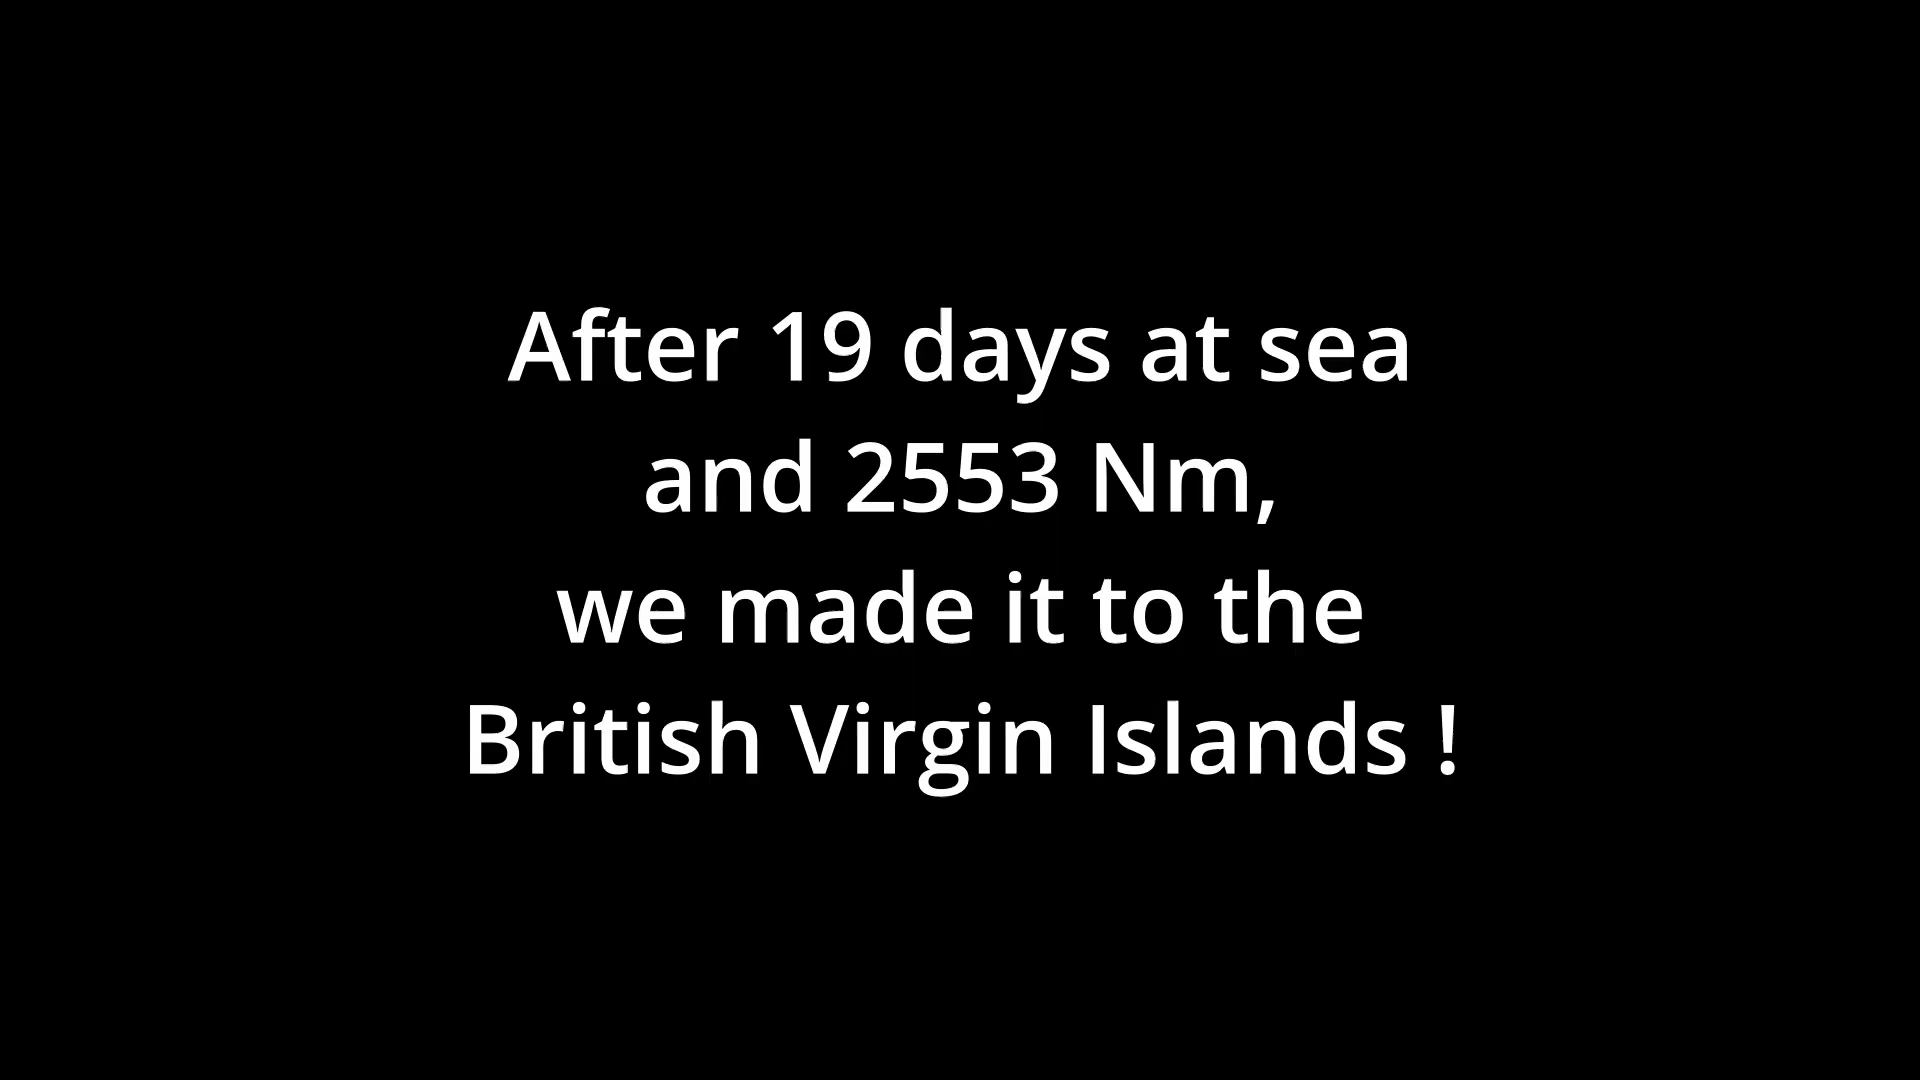 After 19 days at sea
and 2553 Nm,
we made it to the
British Virgin Islands !